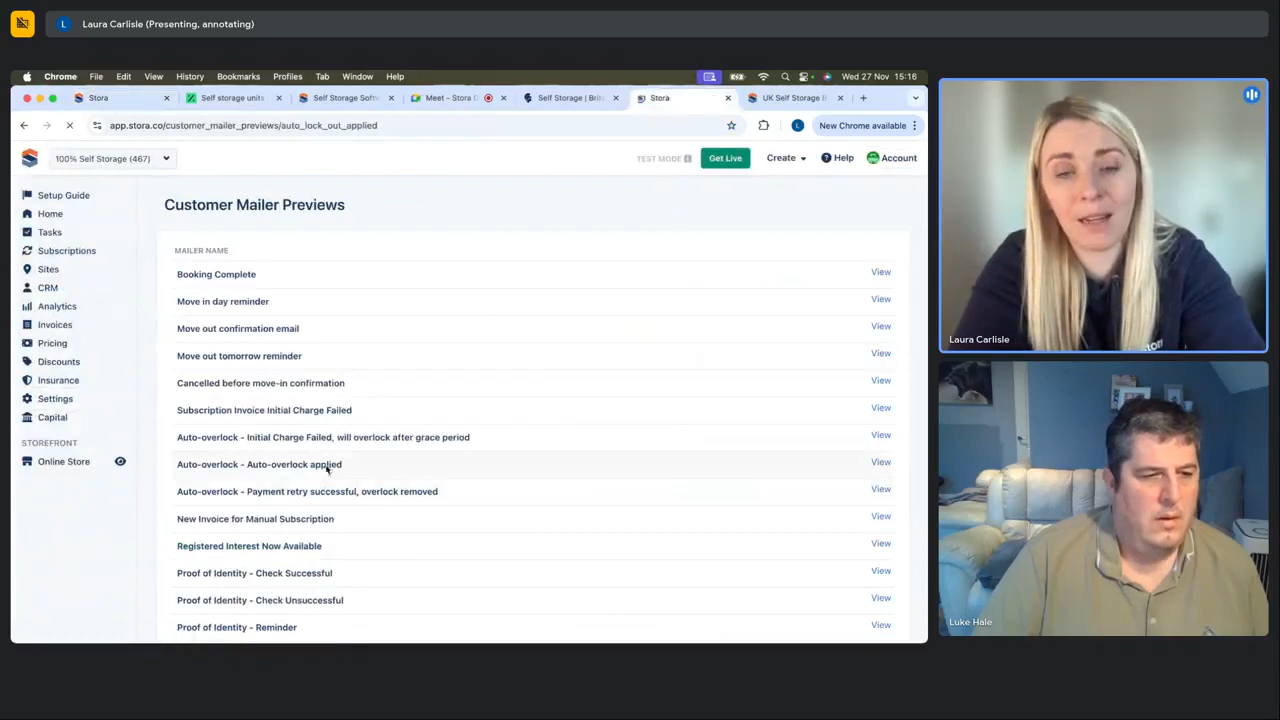 L Laura Carlisle (Presenting, annotating)
Chrome File Edit View History Bookmarks Profiles Tab Window Help Wed 27 Nov 15:16
Stora Self storage units Self Storage Soft Meet – Stora D Self Storage | Brit Stora UK Self Storage B
app.stora.co/customer_mailer_previews/auto_lock_out_applied L New Chrome available
100% Self Storage (467) TEST MODE Get Live Create Help Account
Setup Guide
Home
Tasks
Subscriptions
Sites
CRM
Analytics
Invoices
Pricing
Discounts
Insurance
Settings
Capital
STOREFRONT
Online Store
Customer Mailer Previews
MAILER NAME
Booking Complete View
Move in day reminder View
Move out confirmation email View
Move out tomorrow reminder View
Cancelled before move-in confirmation View
Subscription Invoice Initial Charge Failed View
Auto-overlock - Initial Charge Failed, will overlock after grace period View
Auto-overlock - Auto-overlock applied View
Auto-overlock - Payment retry successful, overlock removed View
New Invoice for Manual Subscription View
Registered Interest Now Available View
Proof of Identity - Check Successful View
Proof of Identity - Check Unsuccessful View
Proof of Identity - Reminder View
Laura Carlisle
Luke Hale